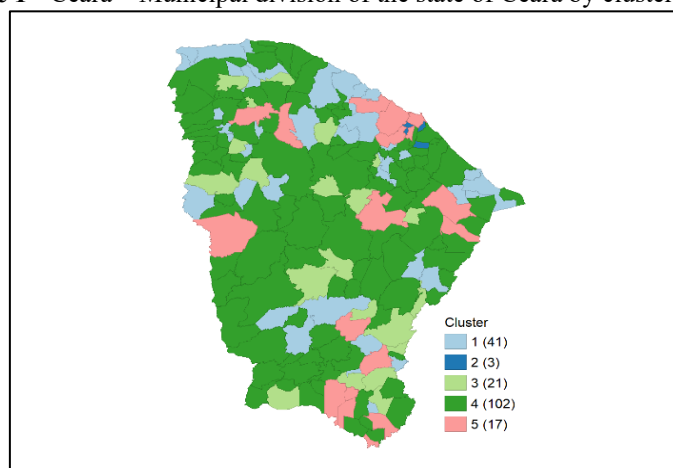 1 - Ceará – Municipal division of the state of Ceará by cluster
Cluster
1 (41)
2 (3)
3 (21)
4 (102)
5 (17)